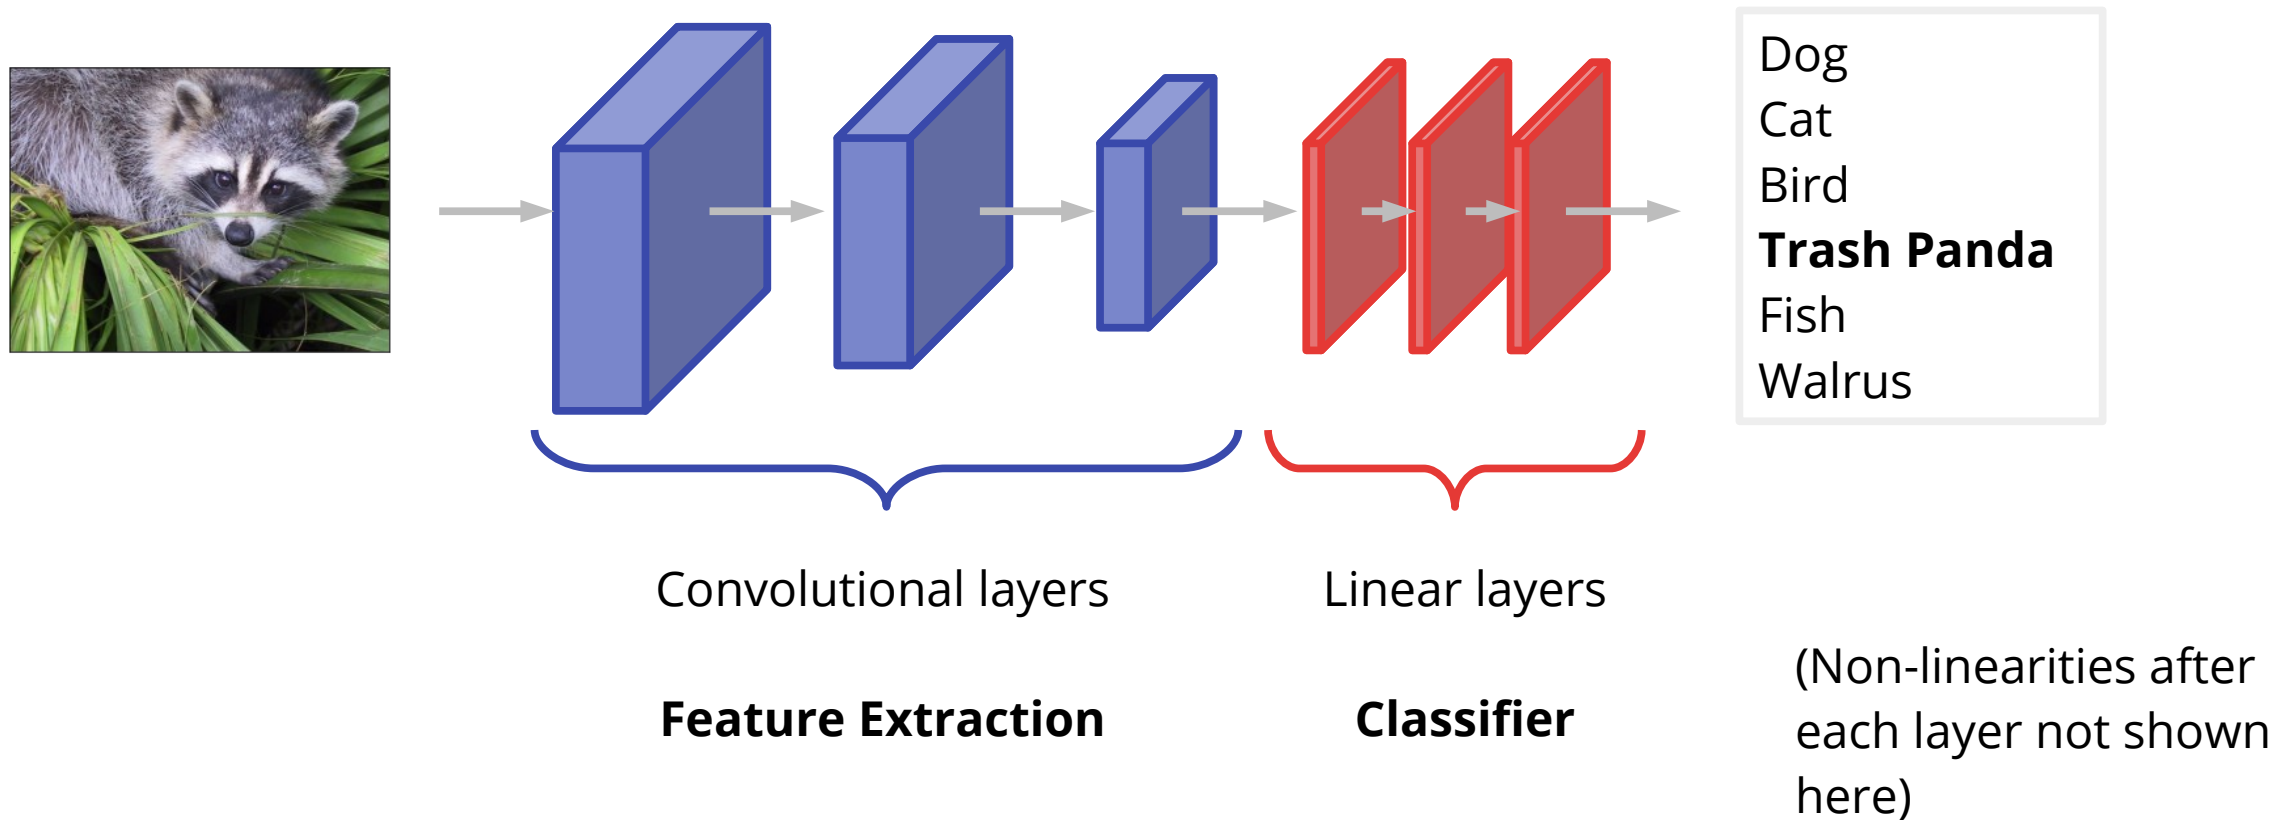 Dog
Cat
Bird
Trash Panda
Fish
Walrus
Convolutional layers
Linear layers
Feature Extraction
Classifier
(Non-linearities after
each layer not shown
here)